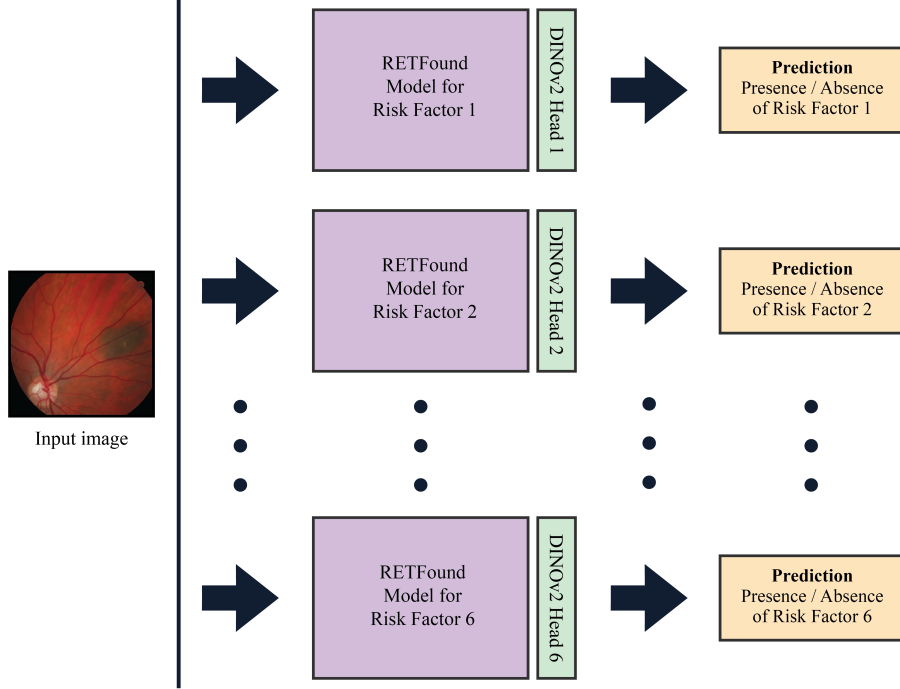 Input image
RETFound
Model for
Risk Factor 1
DINOv2 Head 1
Prediction
Presence / Absence
of Risk Factor 1
RETFound
Model for
Risk Factor 2
DINOv2 Head 2
Prediction
Presence / Absence
of Risk Factor 2
RETFound
Model for
Risk Factor 6
DINOv2 Head 6
Prediction
Presence / Absence
of Risk Factor 6